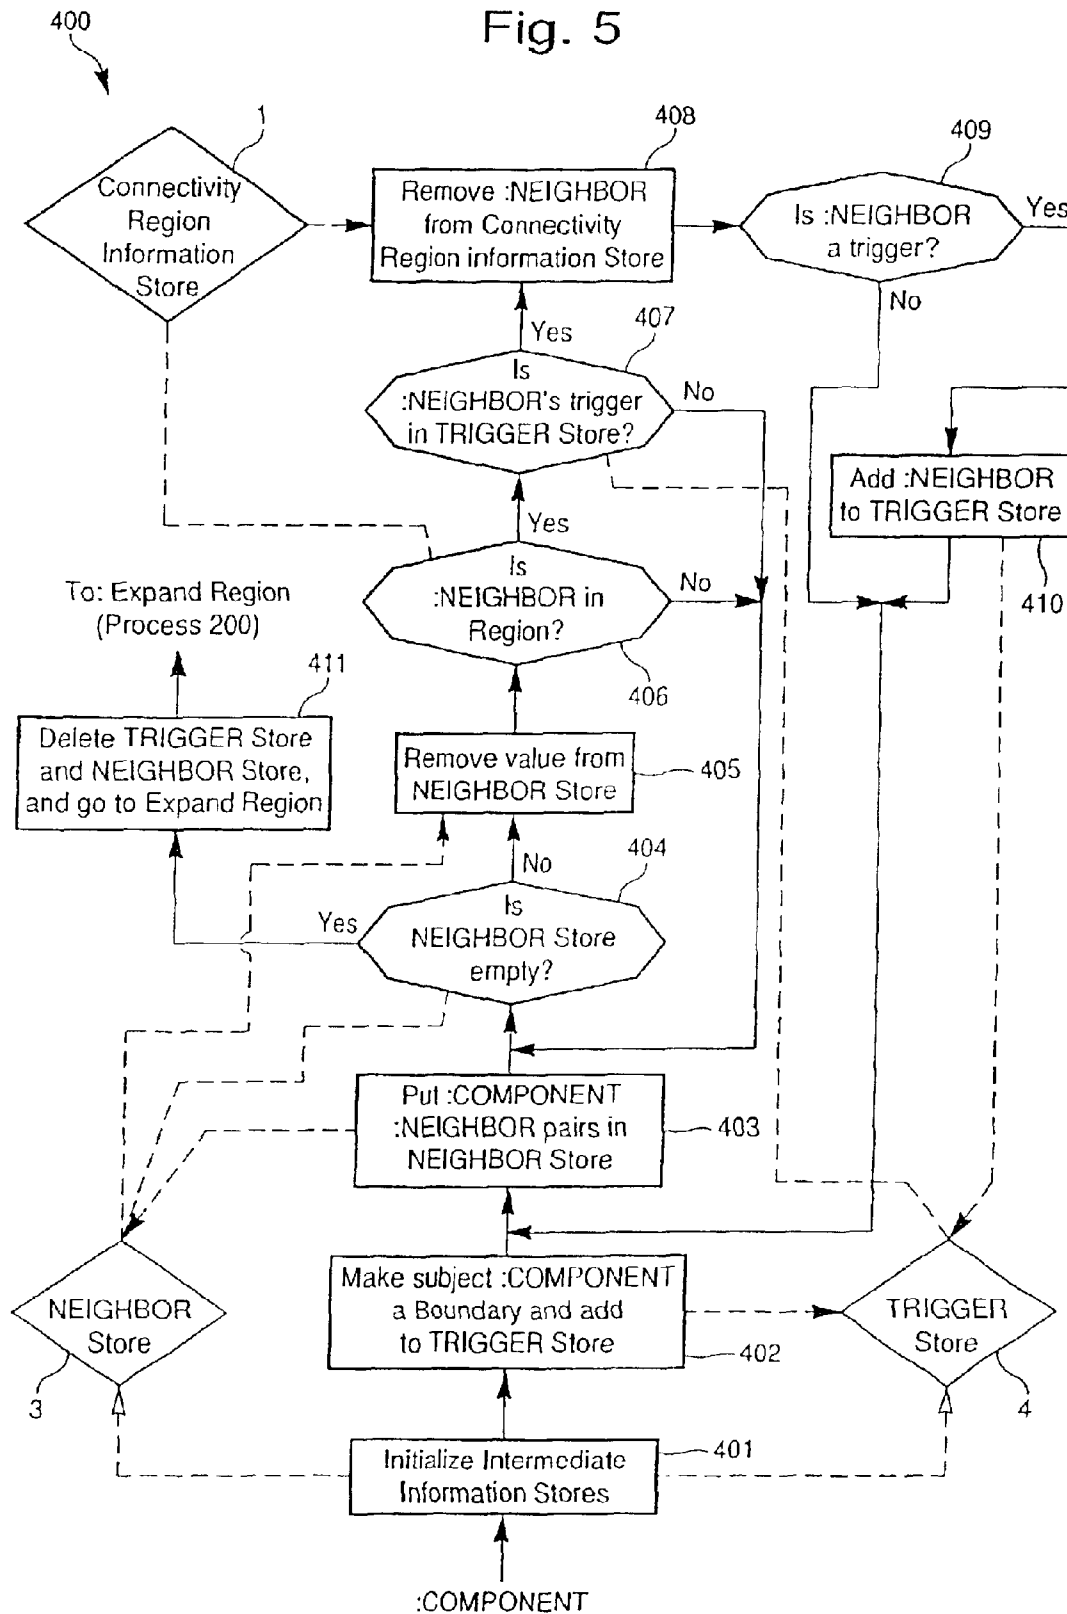 Fig. 5
400
1
Connectivity
Region
Information
Store
408
Remove :NEIGHBOR
from Connectivity
Region information Store
409
Is :NEIGHBOR
a trigger?
Yes
No
Yes
407
Is
:NEIGHBOR's trigger
in TRIGGER Store?
No
Add :NEIGHBOR
to TRIGGER Store
410
Yes
Is
:NEIGHBOR in
Region?
No
406
To: Expand Region
(Process 200)
411
Delete TRIGGER Store
and NEIGHBOR Store,
and go to Expand Region
Remove value from
NEIGHBOR Store
405
No
404
Yes
Is
NEIGHBOR Store
empty?
Put :COMPONENT
:NEIGHBOR pairs in
NEIGHBOR Store
403
NEIGHBOR
Store
3
Make subject :COMPONENT
a Boundary and add
to TRIGGER Store
402
TRIGGER
Store
4
Initialize Intermediate
Information Stores
401
:COMPONENT